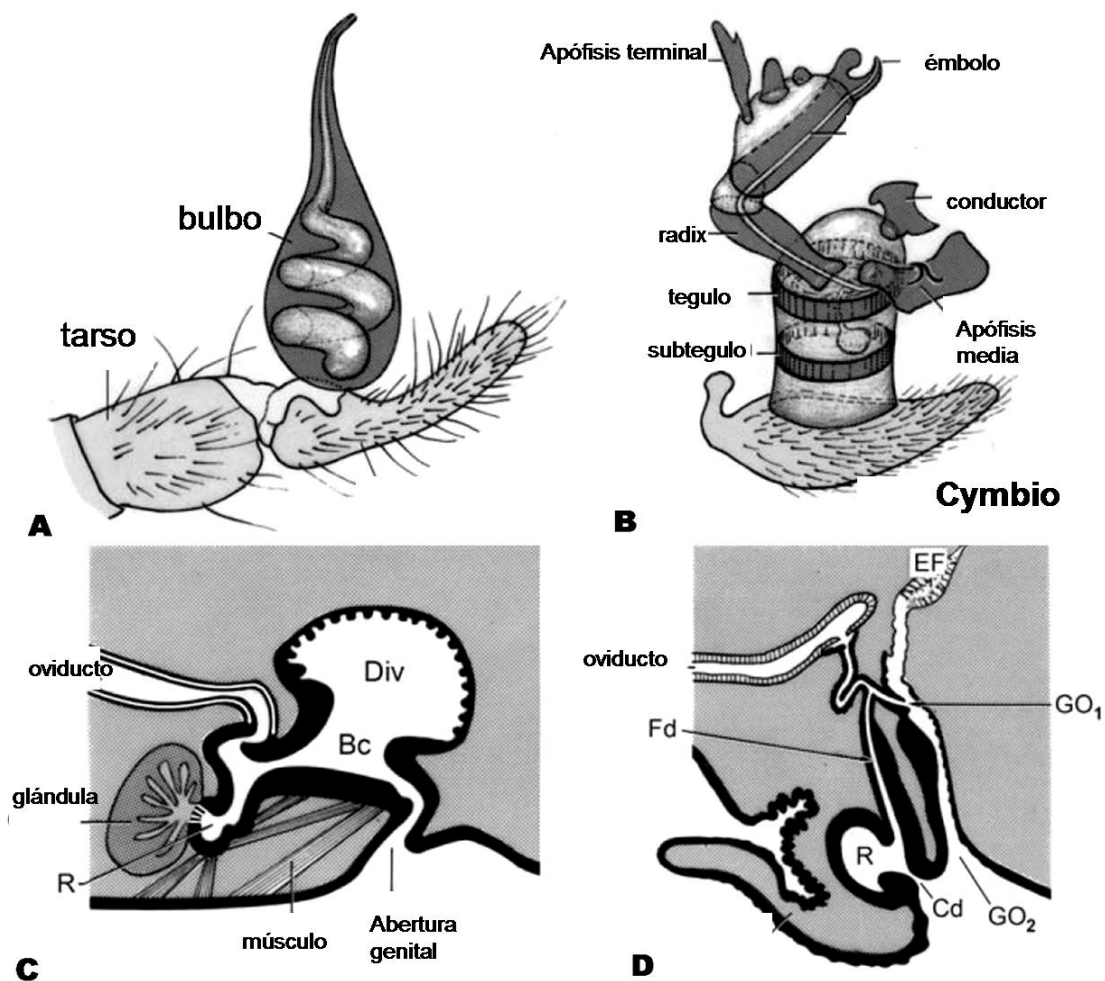 bulbo
tarso
A
Apófisis terminal
émbolo
conductor
radix
tegulo
subtegulo
Apófisis
media
Cymbio
B
oviducto
Div
Bc
glándula
R
músculo
Abertura
genital
C
EF
oviducto
GO1
Fd
R
Cd
GO2
D